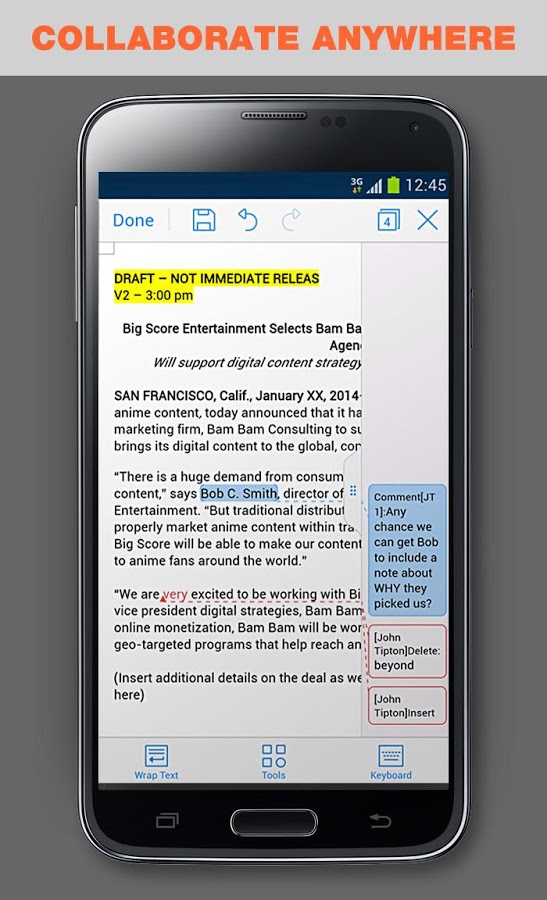 COLLABORATE ANYWHERE
3G 12:45
Done 4
DRAFT – NOT IMMEDIATE RELEAS
V2 – 3:00 pm
Big Score Entertainment Selects Bam Ba
Agen
Will support digital content strategy
SAN FRANCISCO, Calif., January XX, 2014-
anime content, today announced that it ha
marketing firm, Bam Bam Consulting to su
brings its digital content to the global, con
“There is a huge demand from consum
content,” says Bob C. Smith, director of
Entertainment. “But traditional distribut
properly market anime content within tra
Big Score will be able to make our content
to anime fans around the world.”
“We are very excited to be working with Bi
vice president digital strategies, Bam Bam
online monetization, Bam Bam will be wor
geo-targeted programs that help reach an
(Insert additional details on the deal as we
here)
Comment[JT
1]:Any
chance we
can get Bob
to include a
note about
WHY they
picked us?
[John
Tipton]Delete:
beyond
[John
Tipton]Insert
Wrap Text Tools Keyboard